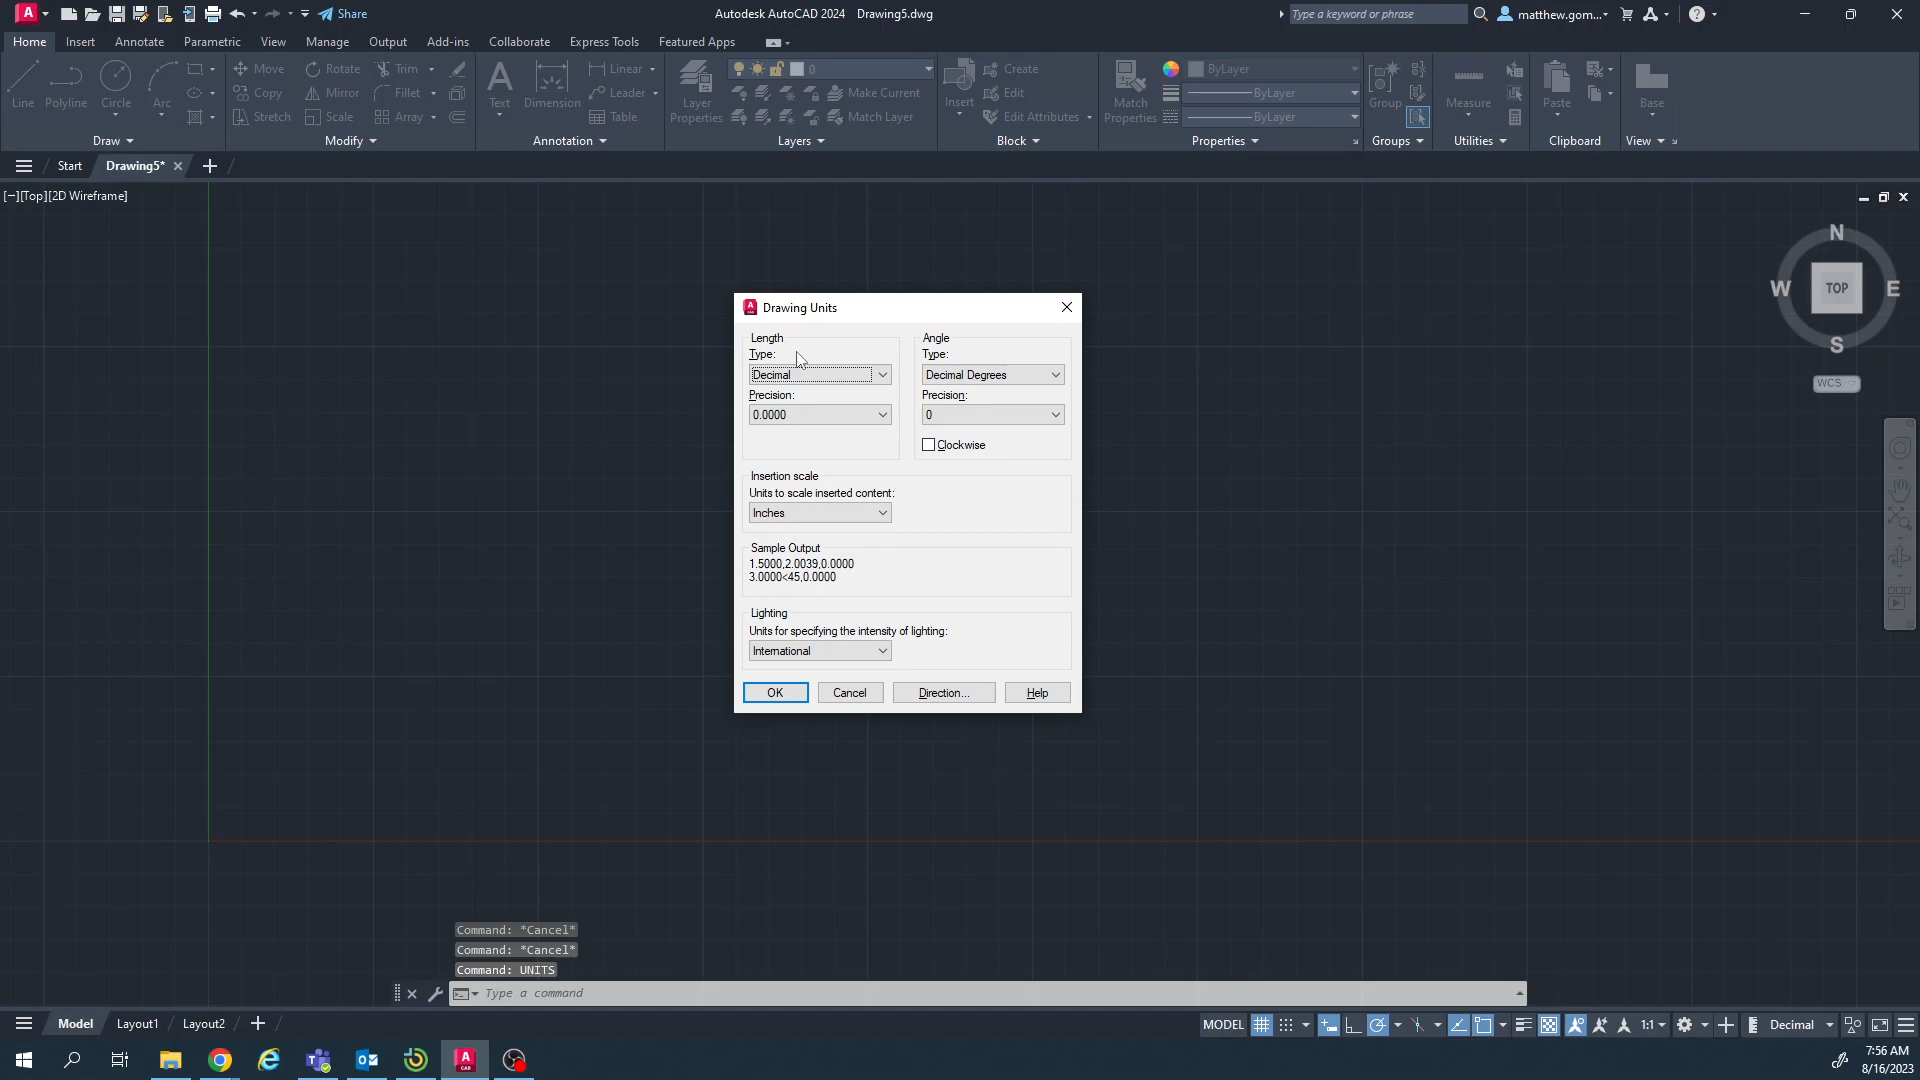 Share
Autodesk AutoCAD 2024 Drawing5.dwg
Type a keyword or phrase
matthew.gom...
Home Insert Annotate Parametric View Manage Output Add-ins Collaborate Express Tools Featured Apps
Line Polyline Circle Arc
Move Rotate Trim
Copy Mirror Fillet
Stretch Scale Array
Text Dimension
Linear
Leader
Table
Layer Properties
0
Make Current
Match Layer
Insert
Create
Edit
Edit Attributes
Match Properties
ByLayer
ByLayer
ByLayer
Group
Measure
Paste
Base
Draw Modify Annotation Layers Block Properties Groups Utilities Clipboard View
Start Drawing5*
[−][Top][2D Wireframe]
N
W TOP E
S
WCS
Drawing Units
Length
Type:
Decimal
Precision:
0.0000
Angle
Type:
Decimal Degrees
Precision:
0
Clockwise
Insertion scale
Units to scale inserted content:
Inches
Sample Output
1.5000,2.0039,0.0000
3.0000<45,0.0000
Lighting
Units for specifying the intensity of lighting:
International
OK Cancel Direction... Help
Command: *Cancel*
Command: *Cancel*
Command: UNITS
Type a command
Model Layout1 Layout2
MODEL 1:1 Decimal
7:56 AM
8/16/2023